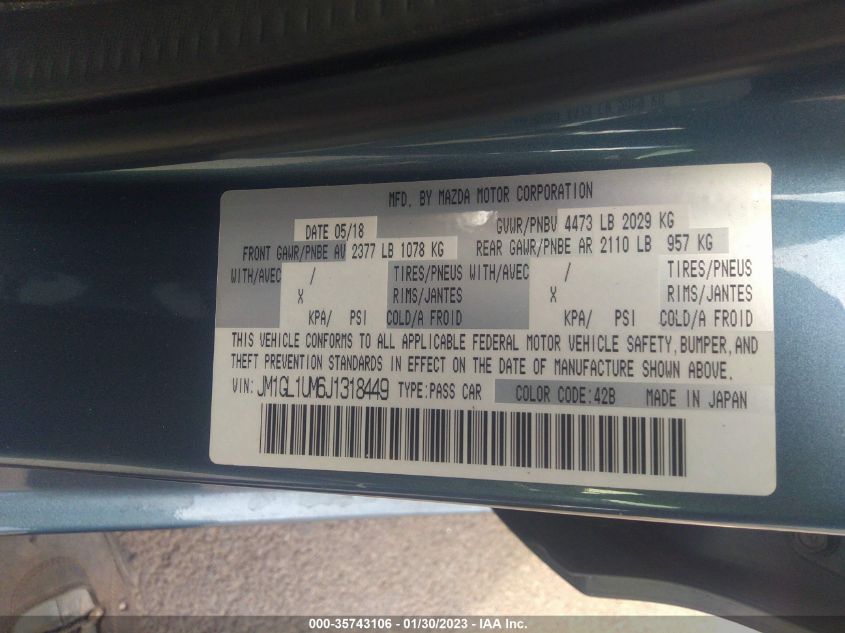 MFD. BY MAZDA MOTOR CORPORATION
DATE 05/18 GVWR/PNBV 4473 LB 2029 KG
FRONT GAWR/PNBE AV 2377 LB 1078 KG REAR GAWR/PNBE AR 2110 LB 957 KG
WITH/AVEC / TIRES/PNEUS WITH/AVEC / TIRES/PNEUS
X RIMS/JANTES X RIMS/JANTES
KPA/ PSI COLD/A FROID KPA/ PSI COLD/A FROID
THIS VEHICLE CONFORMS TO ALL APPLICABLE FEDERAL MOTOR VEHICLE SAFETY, BUMPER, AND
THEFT PREVENTION STANDARDS IN EFFECT ON THE DATE OF MANUFACTURE SHOWN ABOVE.
VIN: JM1GL1UM6J1318449 TYPE:PASS CAR COLOR CODE:42B MADE IN JAPAN
000-35743106 - 01/30/2023 - IAA Inc.